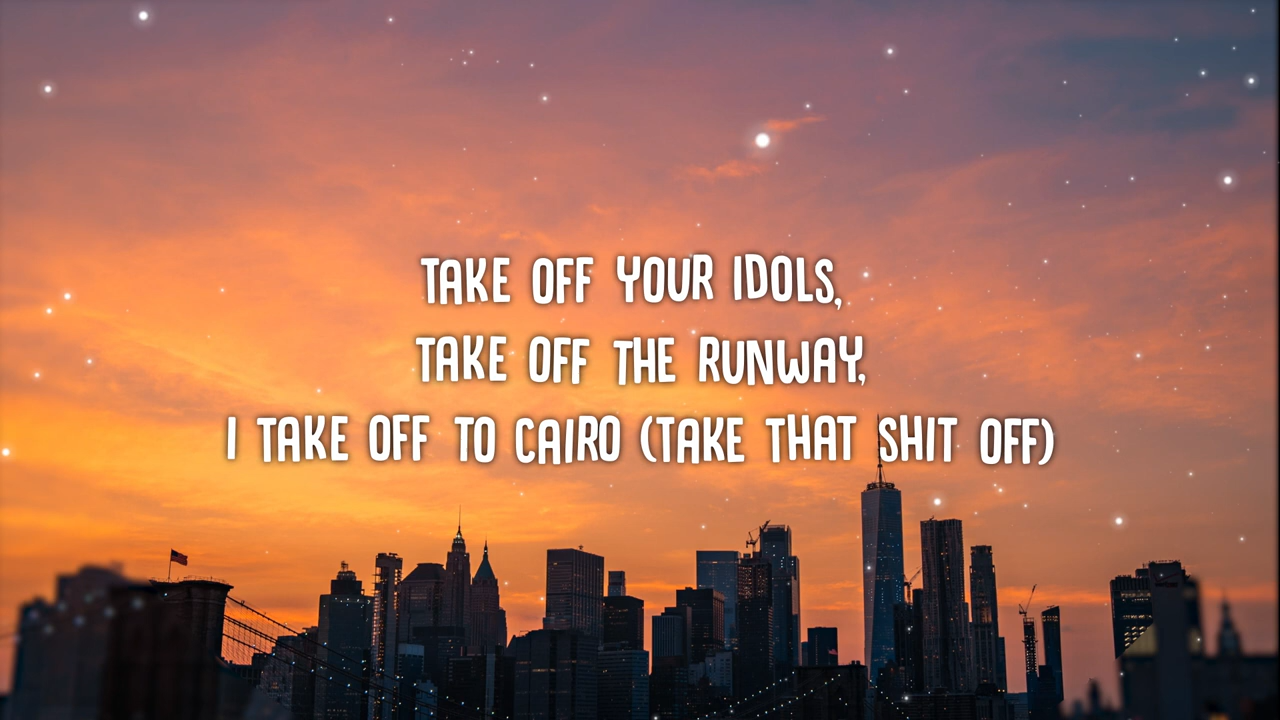 TAKE OFF YOUR IDOLS,
TAKE OFF THE RUNWAY,
I TAKE OFF TO CAIRO (TAKE THAT SHIT OFF)